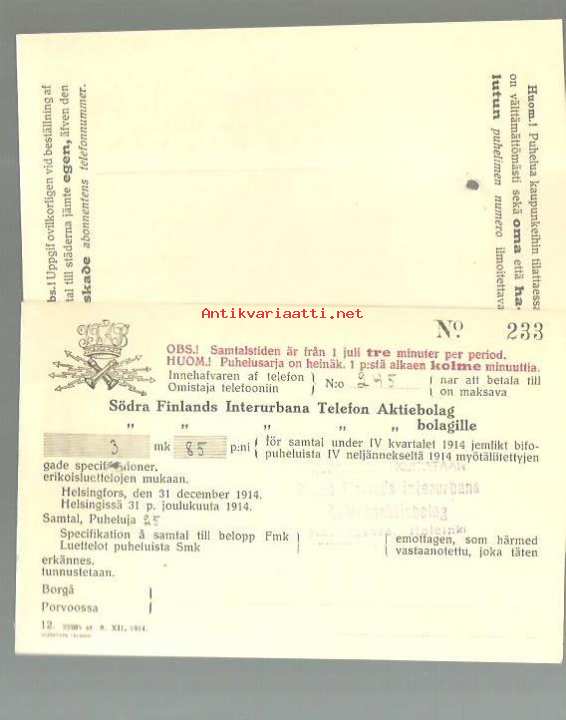 bs.! Uppgif ovilkorligen vid beställning af
tal till städerna jämte egen, äfven den
skade abonnentens telefonnummer.
Huom.! Puhelua kaupunkeihin tilattaessa
on välttämättömästi sekä oma että ha-
lutun puhelimen numero ilmoitettava
Antikvariaatti.net
No 233
OBS.! Samtalstiden är från 1 juli tre minuter per period.
HUOM.! Puhelusarja on heinäk. 1 p:stä alkaen kolme minuuttia.
Innehafvaren af telefon
Omistaja telefooniin
N:o 245
har att betala till
on maksava
Södra Finlands Interurbana Telefon Aktiebolag
" " " " " bolagille
3 mk 85 p:ni
för samtal under IV kvartalet 1914 jemlikt bifo-
puheluista IV neljännekseltä 1914 myötäliitettyjen
gade specifikationer.
erikoisluettelojen mukaan.
Helsingfors, den 31 december 1914.
Helsingissä 31 p. joulukuuta 1914.
Samtal, Puheluja 25
Specifikation å samtal till belopp Fmk
Luettelot puheluista Smk
emottagen, som härmed
vastaanotettu, joka täten
erkännes.
tunnustetaan.
Borgå
Porvoossa
12.
XII, 1914.